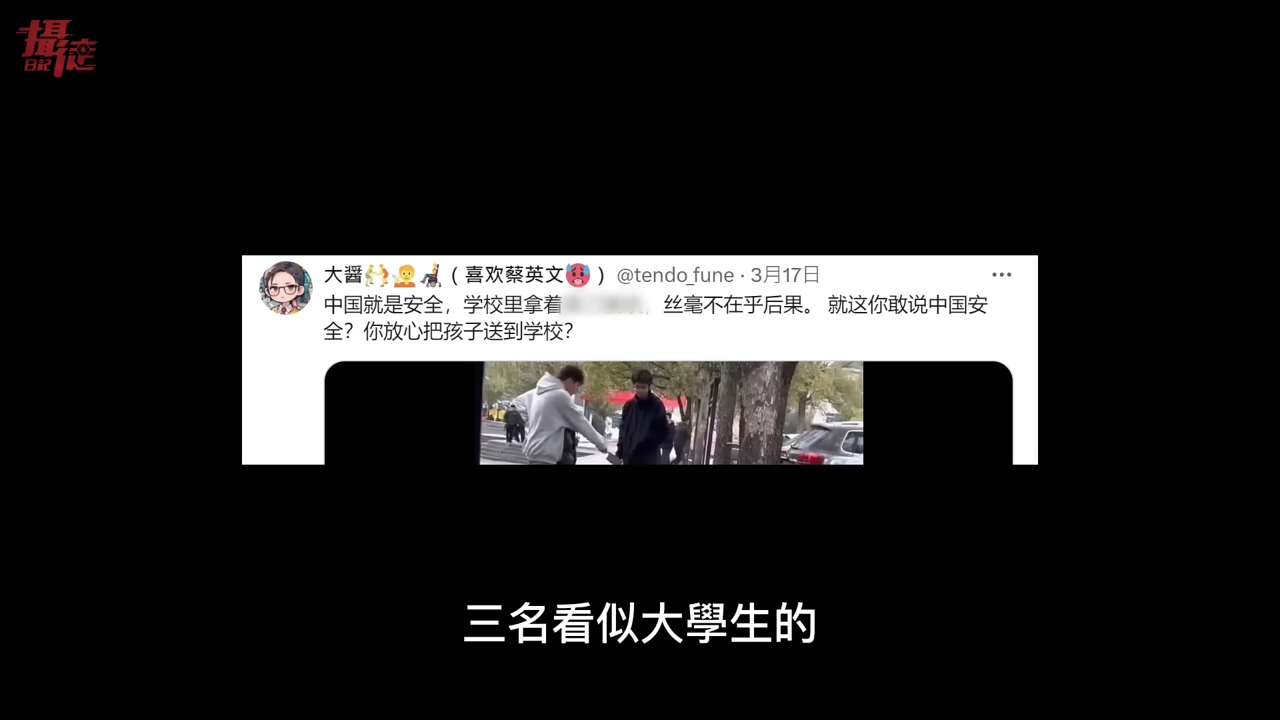 攝徒
日記
大醤（喜欢蔡英文） @tendo_fune · 3月17日
中国就是安全，学校里拿着 丝毫不在乎后果。 就这你敢说中国安
全？你放心把孩子送到学校？
三名看似大學生的